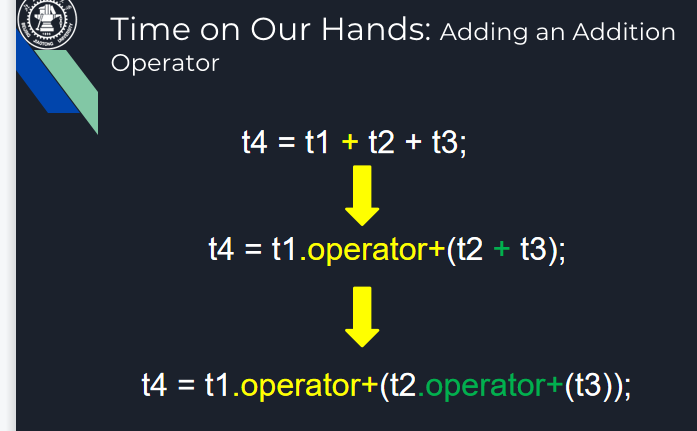 Time on Our Hands: Adding an Addition
Operator
t4 = t1 + t2 + t3;
t4 = t1.operator+(t2 + t3);
t4 = t1.operator+(t2.operator+(t3));